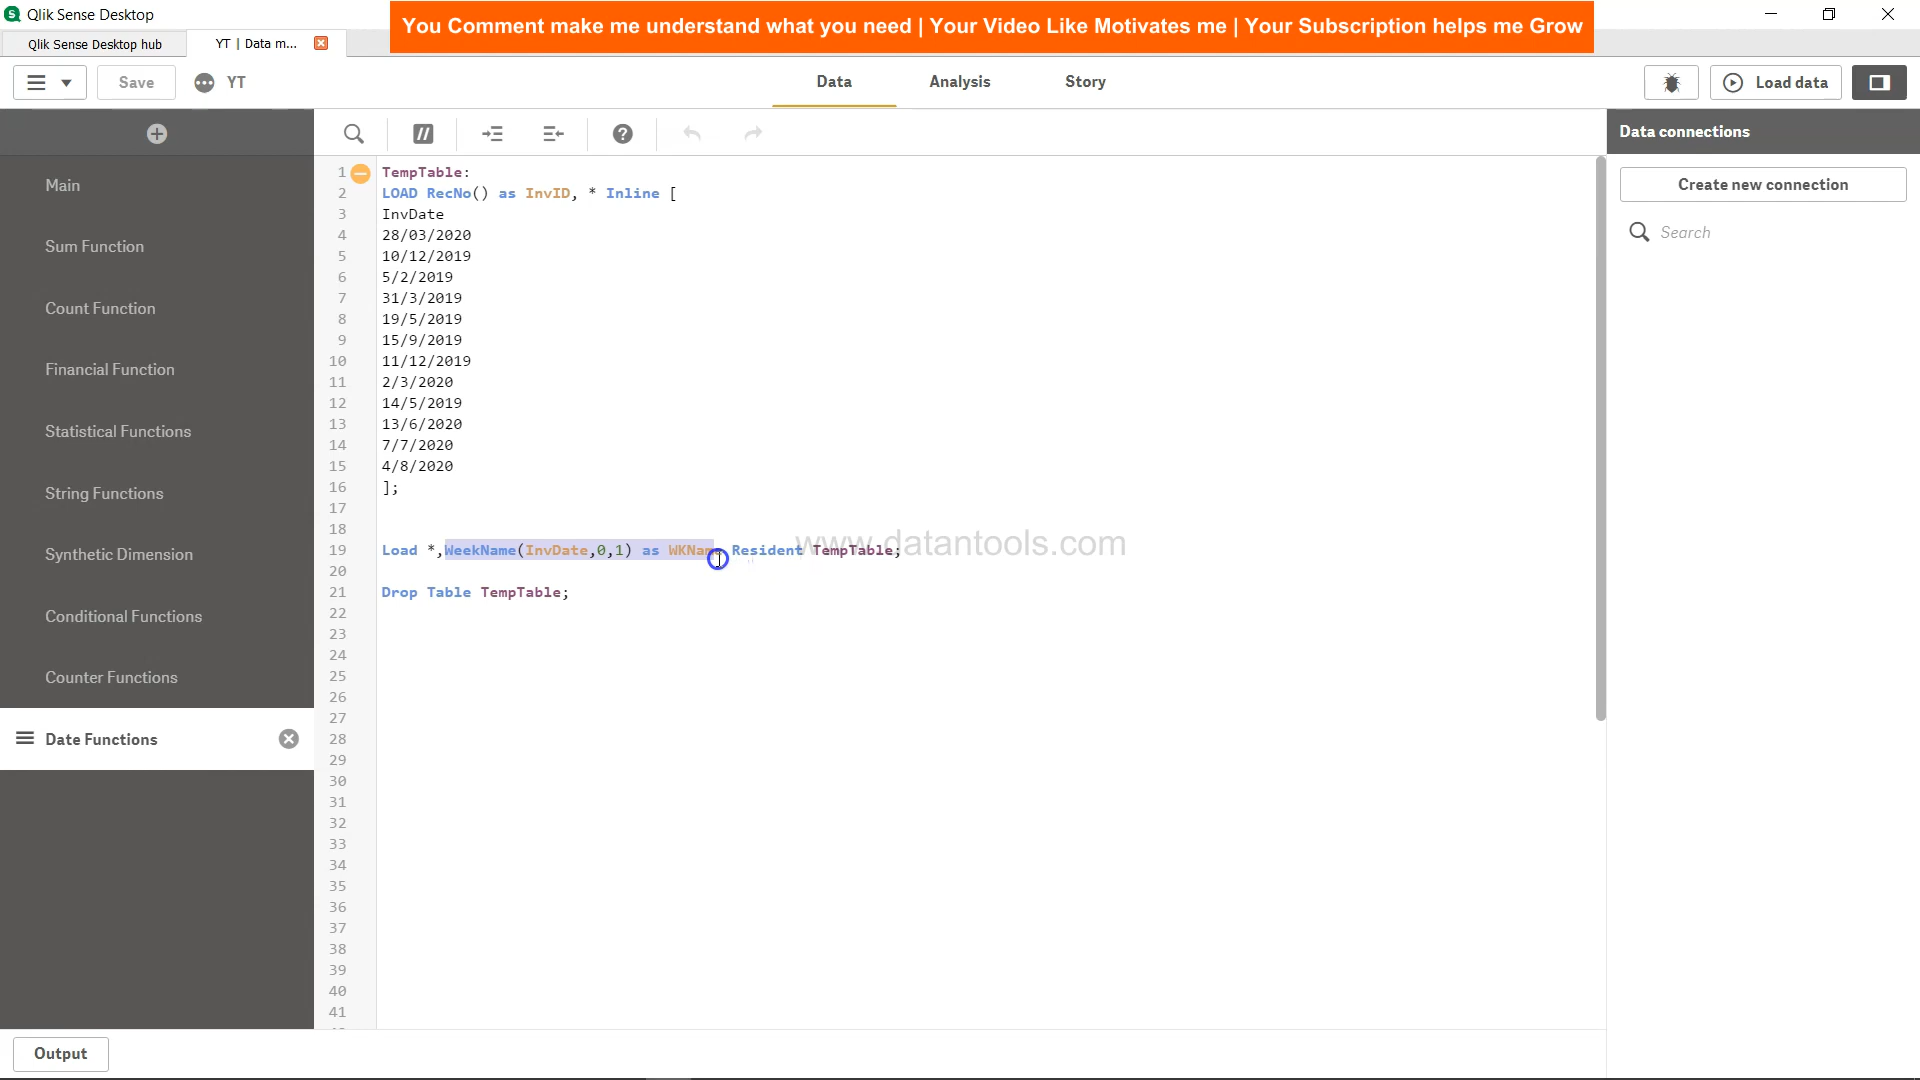 Qlik Sense Desktop
You Comment make me understand what you need | Your Video Like Motivates me | Your Subscription helps me Grow
Qlik Sense Desktop hub
YT | Data m...
Save
YT
Data
Analysis
Story
Load data
Data connections
Create new connection
Search
Main
Sum Function
Count Function
Financial Function
Statistical Functions
String Functions
Synthetic Dimension
Conditional Functions
Counter Functions
Date Functions
1 TempTable:
2 LOAD RecNo() as InvID, * Inline [
3 InvDate
4 28/03/2020
5 10/12/2019
6 5/2/2019
7 31/3/2019
8 19/5/2019
9 15/9/2019
10 11/12/2019
11 2/3/2020
12 14/5/2019
13 13/6/2020
14 7/7/2020
15 4/8/2020
16 ];
17
18
19 Load *,WeekName(InvDate,0,1) as WKName Resident TempTable;
www.datantools.com
20
21 Drop Table TempTable;
22
23
24
25
26
27
28
29
30
31
32
33
34
35
36
37
38
39
40
41
Output